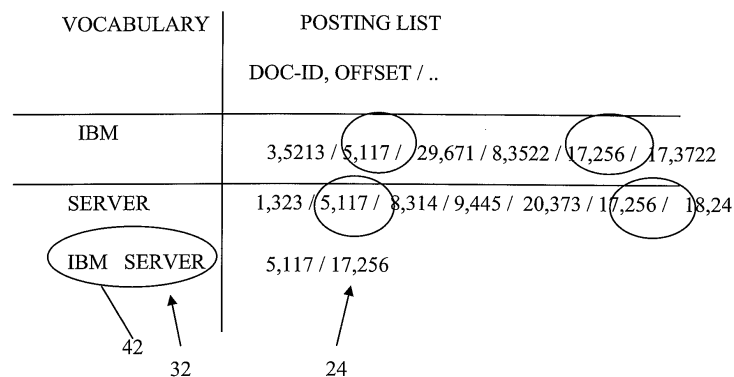 VOCABULARY POSTING LIST
DOC-ID, OFFSET / ..
IBM
3,5213 / 5,117 / 29,671 / 8,3522 / 17,256 / 17,3722
SERVER 1,323 / 5,117 / 8,314 / 9,445 / 20,373 / 17,256 / 18,24
IBM SERVER 5,117 / 17,256
42
32 24